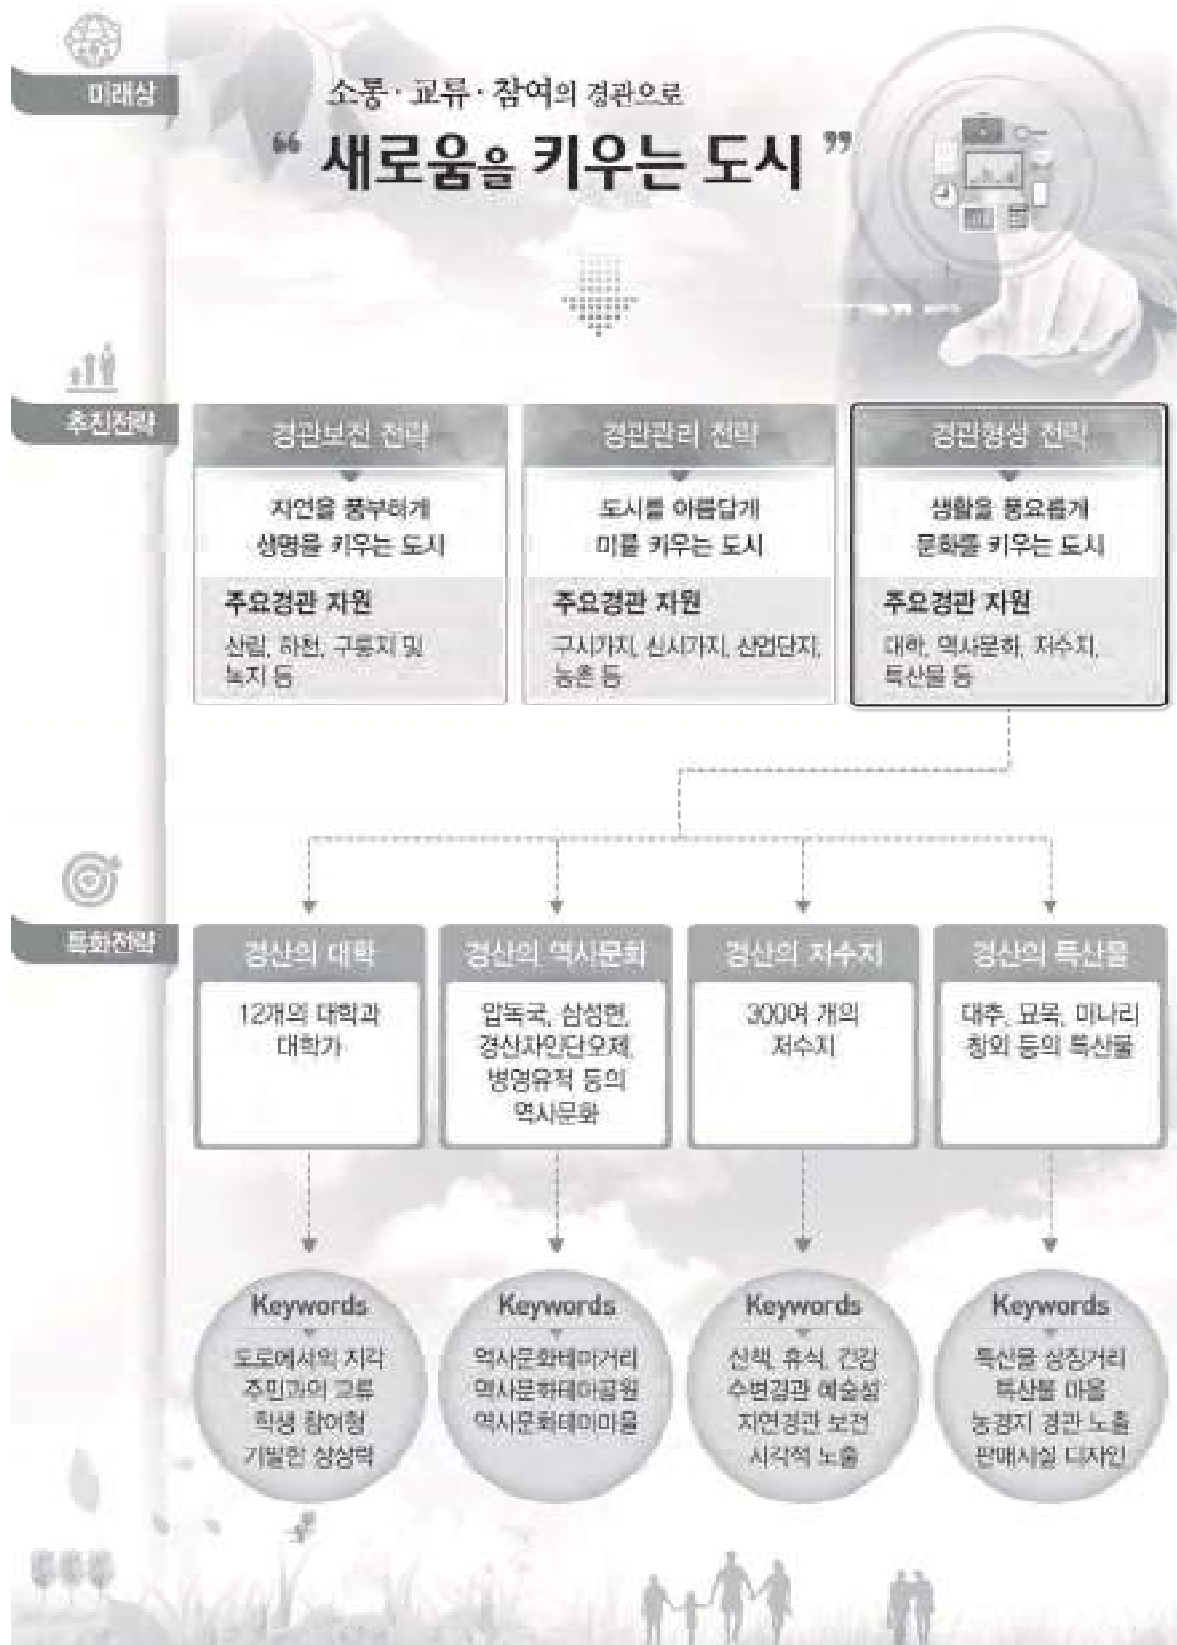 미래상
소통·교류·참여의 경관으로
“ 새로움을 키우는 도시 ”
추진전략
경관보전 전략
자연을 풍부하게
생명을 키우는 도시
주요경관 자원
산림, 하천, 구릉지 및
녹지 등
경관관리 전략
도시를 아름답게
미를 키우는 도시
주요경관 자원
구시가지, 신시가지, 산업단지,
농촌 등
경관형성 전략
생활을 풍요롭게
문화를 키우는 도시
주요경관 자원
대학, 역사문화, 저수지,
특산물 등
특화전략
경산의 대학
12개의 대학과
대학가
경산의 역사문화
압독국, 삼성현,
경산자인단오제,
병영유적 등의
역사문화
경산의 저수지
300여 개의
저수지
경산의 특산물
대추, 묘목, 미나리
참외 등의 특산물
Keywords
도로에서의 지각
주민과의 교류
학생 참여형
기발한 상상력
Keywords
역사문화테마거리
역사문화테마공원
역사문화테마마을
Keywords
산책, 휴식, 건강
수변경관 예술성
자연경관 보전
시각적 노출
Keywords
특산물 상징거리
특산물 마을
농경지 경관 노출
판매시설 디자인